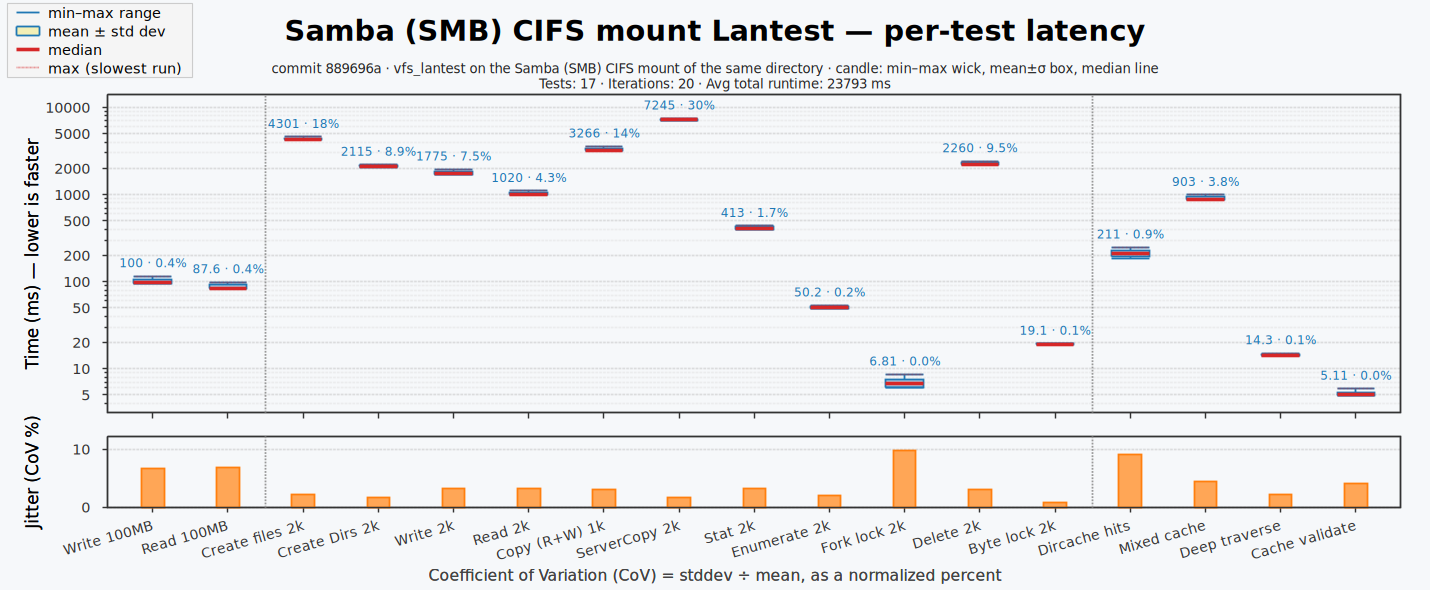 min–max range
mean ± std dev
median
max (slowest run)
Samba (SMB) CIFS mount Lantest — per-test latency
commit 889696a · vfs_lantest on the Samba (SMB) CIFS mount of the same directory · candle: min–max wick, mean±σ box, median line
Tests: 17 · Iterations: 20 · Avg total runtime: 23793 ms
Time (ms) — lower is faster
10000
5000
2000
1000
500
200
100
50
20
10
5
100 · 0.4%
87.6 · 0.4%
4301 · 18%
2115 · 8.9%
1775 · 7.5%
1020 · 4.3%
3266 · 14%
7245 · 30%
413 · 1.7%
50.2 · 0.2%
6.81 · 0.0%
2260 · 9.5%
19.1 · 0.1%
211 · 0.9%
903 · 3.8%
14.3 · 0.1%
5.11 · 0.0%
Jitter (CoV %)
10
0
Write 100MB
Read 100MB
Create files 2k
Create Dirs 2k
Write 2k
Read 2k
Copy (R+W) 1k
ServerCopy 2k
Stat 2k
Enumerate 2k
Fork lock 2k
Delete 2k
Byte lock 2k
Dircache hits
Mixed cache
Deep traverse
Cache validate
Coefficient of Variation (CoV) = stddev ÷ mean, as a normalized percent